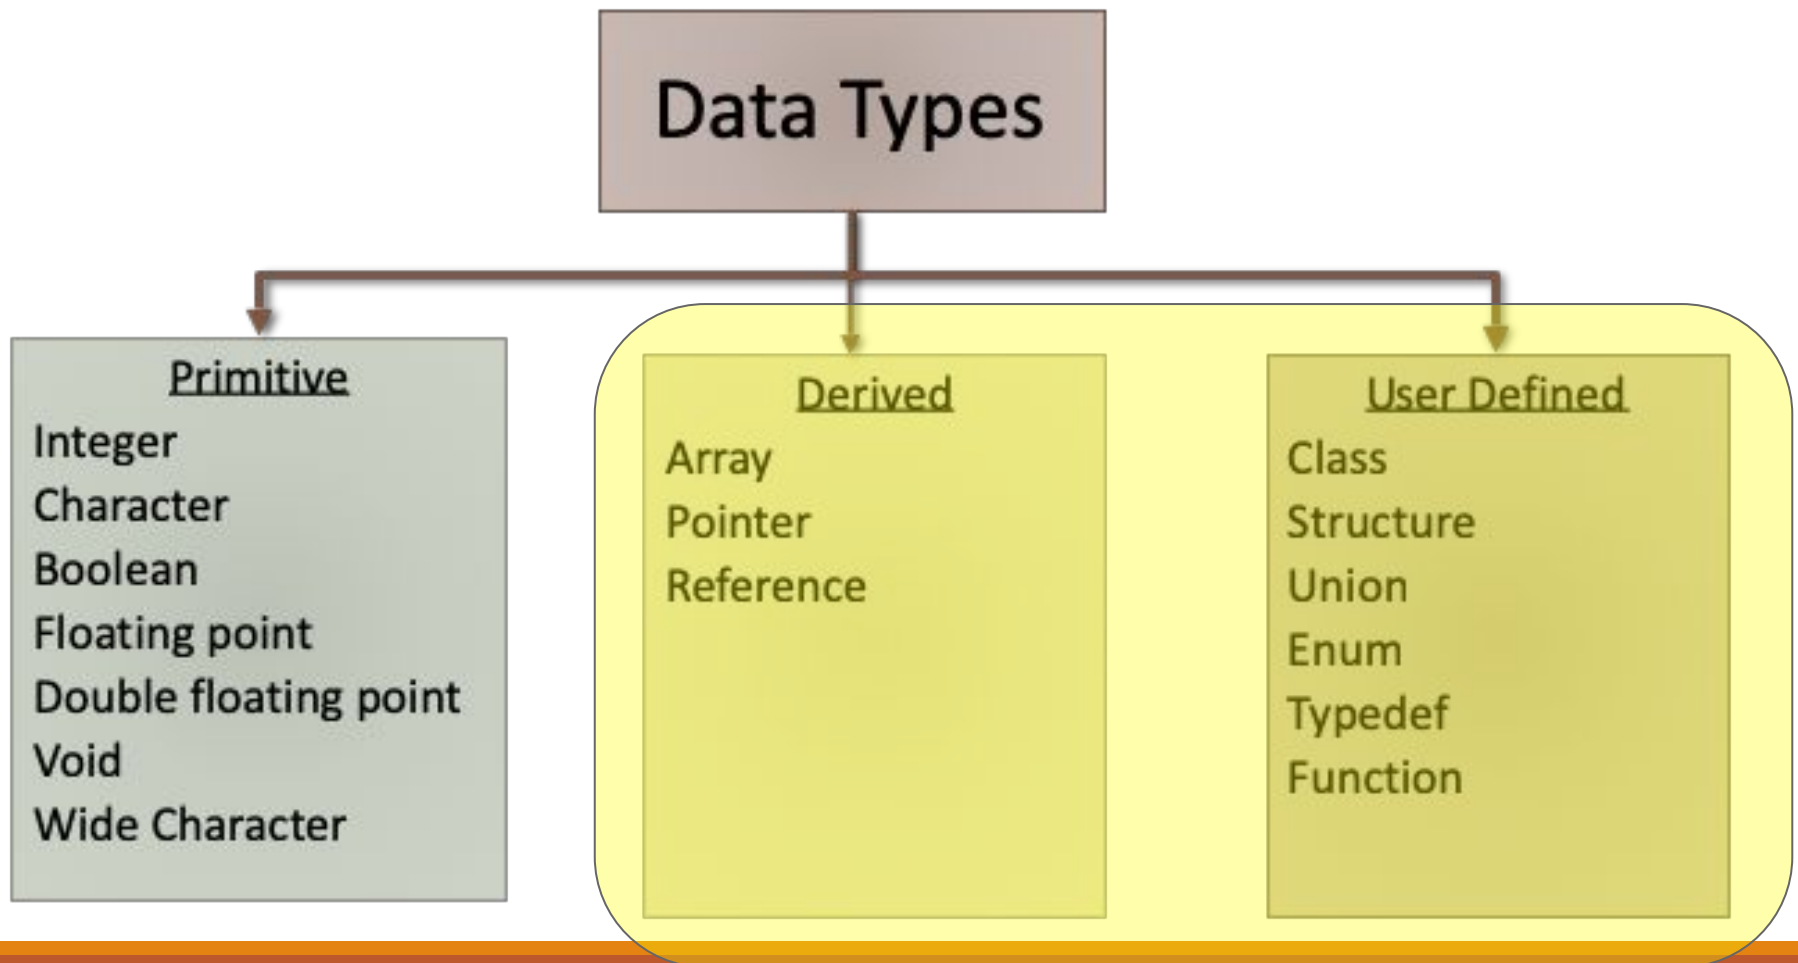 Data Types
Primitive
Integer
Character
Boolean
Floating point
Double floating point
Void
Wide Character
Derived
Array
Pointer
Reference
User Defined
Class
Structure
Union
Enum
Typedef
Function